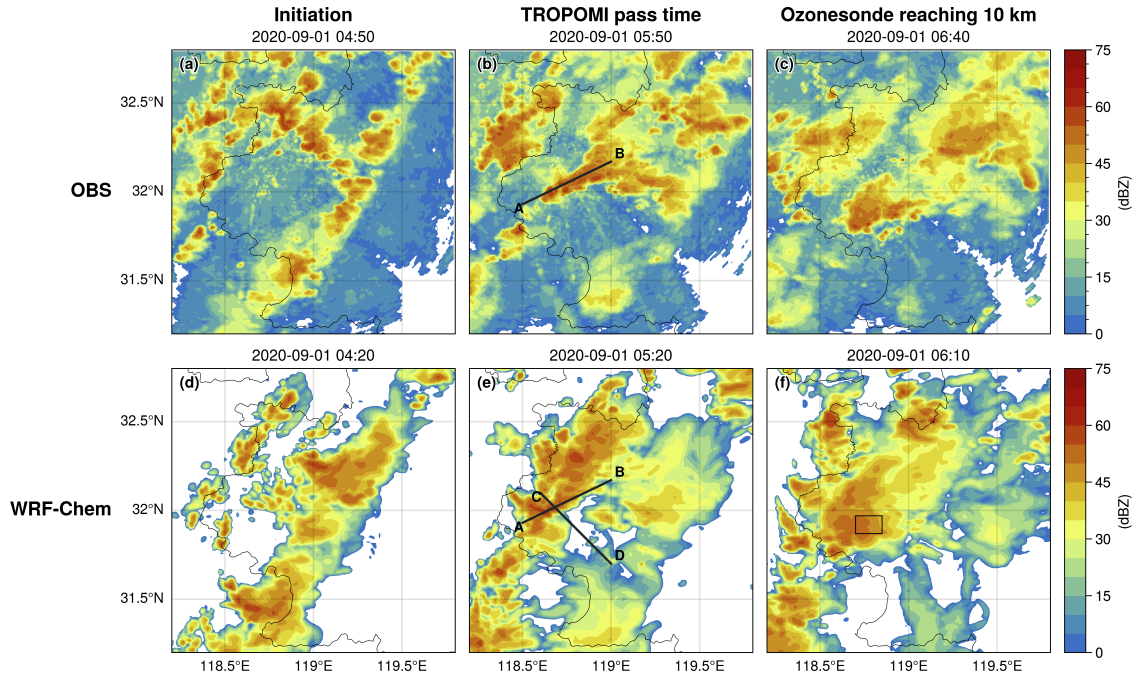 Initiation
TROPOMI pass time
Ozonesonde reaching 10 km
2020-09-01 04:50
2020-09-01 05:50
2020-09-01 06:40
(a)
(b)
(c)
32.5°N
32°N
31.5°N
OBS
A
B
75
60
45
30
15
0
(dBZ)
2020-09-01 04:20
2020-09-01 05:20
2020-09-01 06:10
(d)
(e)
(f)
32.5°N
32°N
31.5°N
WRF-Chem
A
B
C
D
75
60
45
30
15
0
(dBZ)
118.5°E
119°E
119.5°E
118.5°E
119°E
119.5°E
118.5°E
119°E
119.5°E